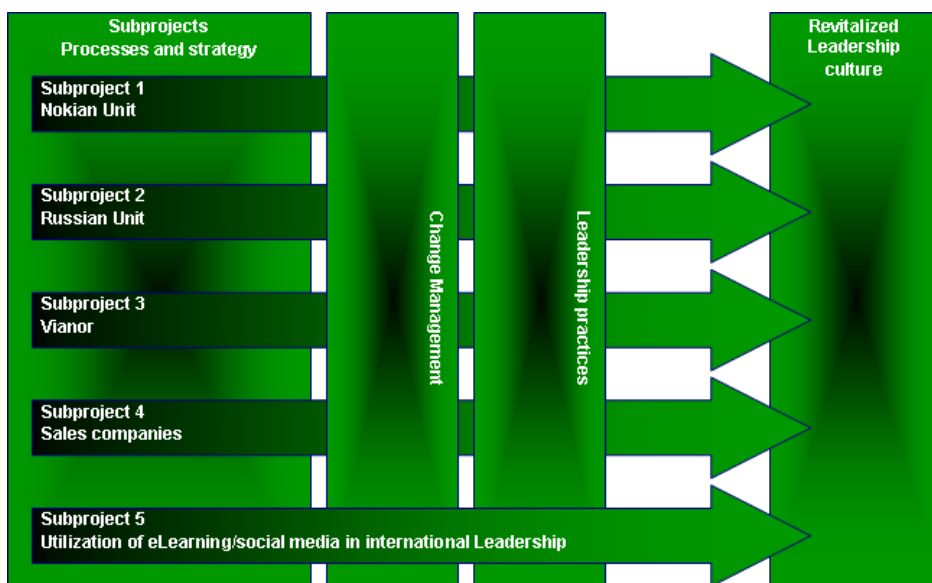 Subprojects
Processes and strategy
Revitalized
Leadership
culture
Subproject 1
Nokian Unit
Subproject 2
Russian Unit
Subproject 3
Vianor
Subproject 4
Sales companies
Subproject 5
Utilization of eLearning/social media in international Leadership
Change Management
Leadership practices